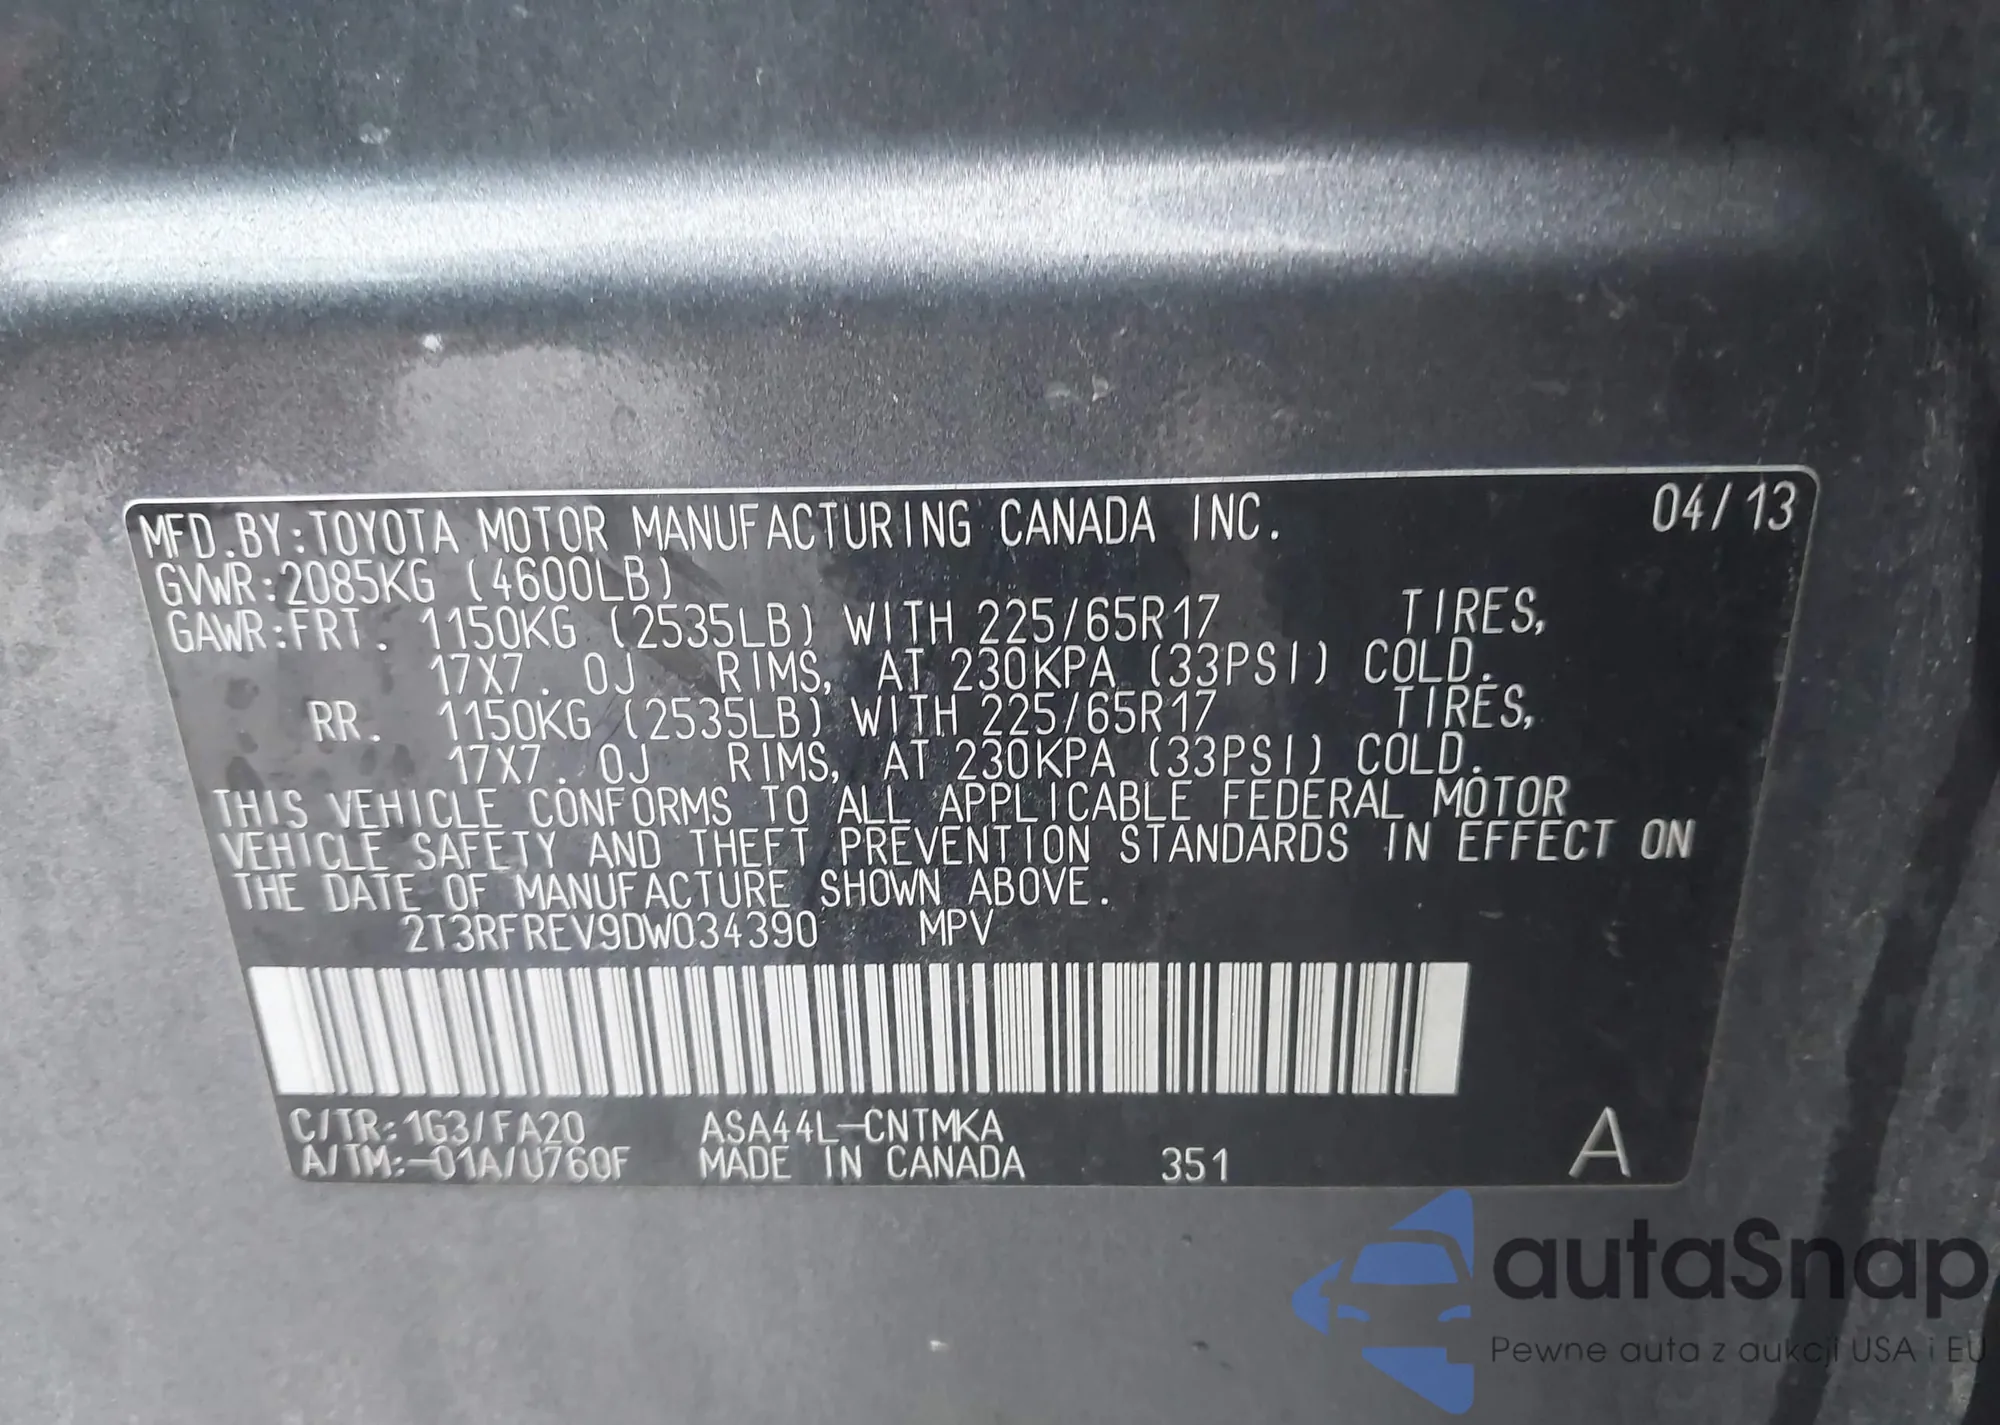 MFD.BY:TOYOTA MOTOR MANUFACTURING CANADA INC. 04/13
GVWR:2085KG (4600LB)
GAWR:FRT. 1150KG (2535LB) WITH 225/65R17 TIRES,
17X7.0J RIMS, AT 230KPA (33PSI) COLD.
RR. 1150KG (2535LB) WITH 225/65R17 TIRES,
17X7.0J RIMS, AT 230KPA (33PSI) COLD.
THIS VEHICLE CONFORMS TO ALL APPLICABLE FEDERAL MOTOR
VEHICLE SAFETY AND THEFT PREVENTION STANDARDS IN EFFECT ON
THE DATE OF MANUFACTURE SHOWN ABOVE.
2T3RFREV9DW034390 MPV
C/TR:1G3/FA20 ASA44L-CNTMKA
A/TM:-01A/U760F MADE IN CANADA 351 A
autaSnap
Pewne auta z aukcji USA i EU